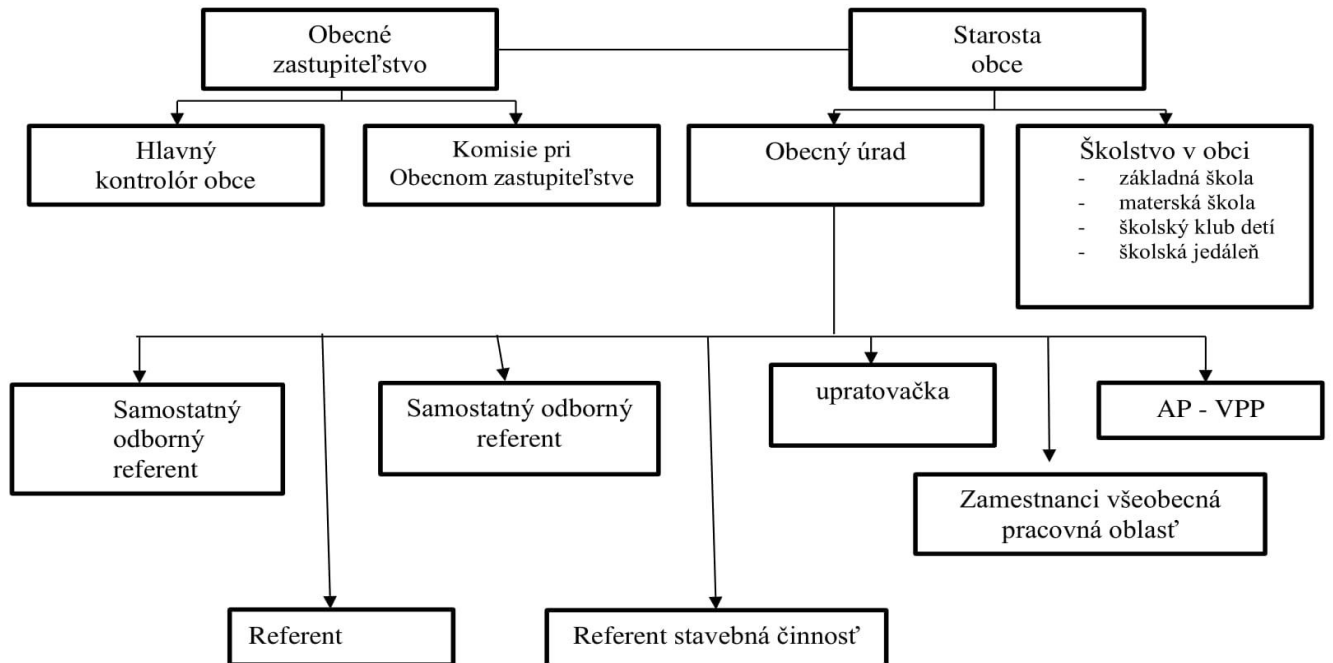 Obecné
zastupiteľstvo
Starosta
obce
Hlavný
kontrolór obce
Komisie pri
Obecnom zastupiteľstve
Obecný úrad
Školstvo v obci
- základná škola
- materská škola
- školský klub detí
- školská jedáleň
Samostatný
odborný
referent
Samostatný odborný
referent
upratovačka
AP - VPP
Zamestnanci všeobecná
pracovná oblasť
Referent
Referent stavebná činnosť